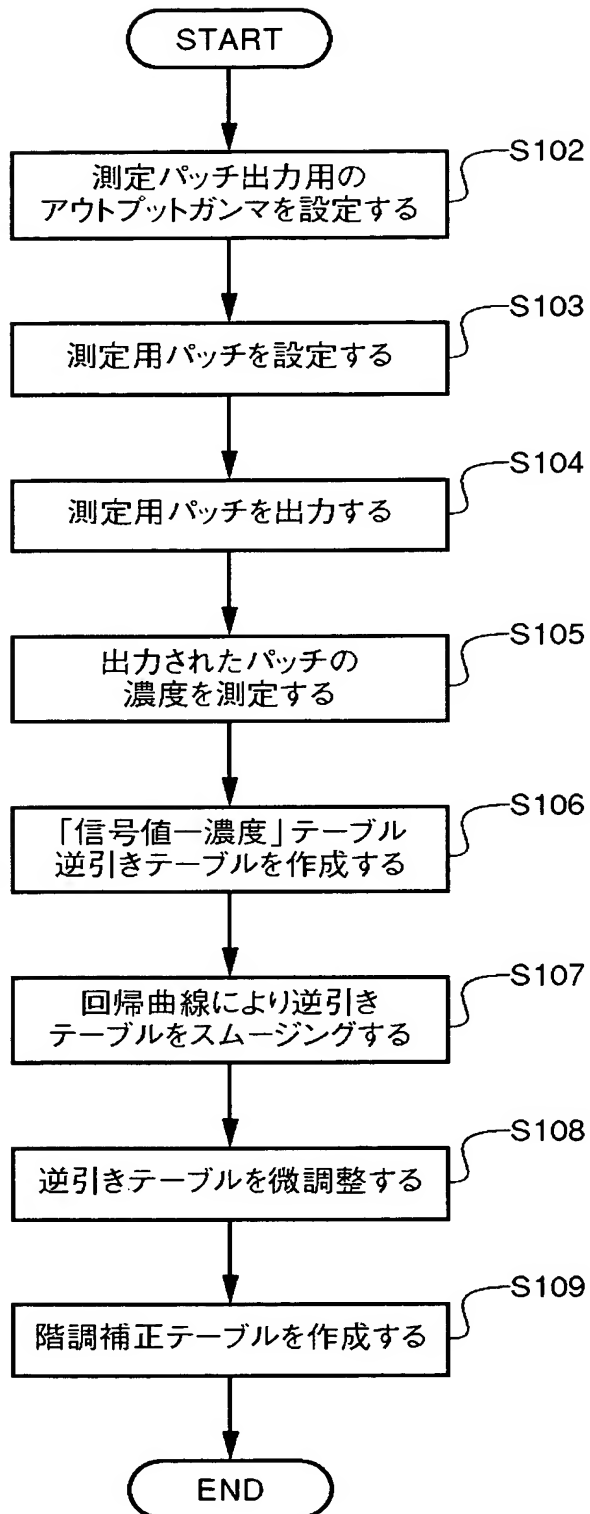 START
測定パッチ出力用の
アウトプットガンマを設定する
S102
測定用パッチを設定する
S103
測定用パッチを出力する
S104
出力されたパッチの
濃度を測定する
S105
「信号値ー濃度」テーブル
逆引きテーブルを作成する
S106
回帰曲線により逆引き
テーブルをスムージングする
S107
逆引きテーブルを微調整する
S108
階調補正テーブルを作成する
S109
END